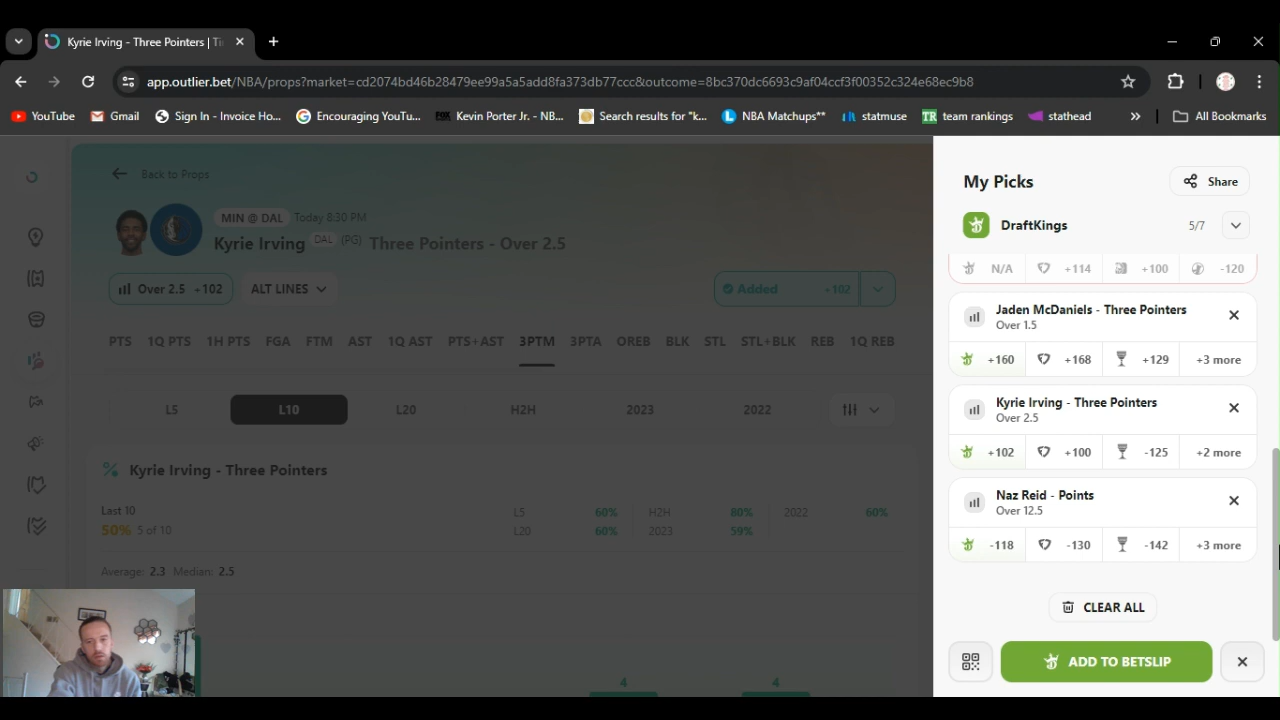 Kyrie Irving - Three Pointers | Ti
app.outlier.bet/NBA/props?market=cd2074bd46b28479ee99a5a5add8fa373db77ccc&outcome=8bc370dc6693c9af04ccf3f00352c324e68ec9b8
YouTube Gmail Sign In - Invoice Ho... Encouraging YouTu... Kevin Porter Jr. - NB... Search results for "k... NBA Matchups** statmuse team rankings stathead » All Bookmarks
Back to Props
MIN @ DAL Today 8:30 PM
Kyrie Irving DAL (PG) Three Pointers - Over 2.5
Over 2.5 +102 ALT LINES Added +102
PTS 1Q PTS 1H PTS FGA FTM AST 1Q AST PTS+AST 3PTM 3PTA OREB BLK STL STL+BLK REB 1Q REB
L5 L10 L20 H2H 2023 2022
Kyrie Irving - Three Pointers
Last 10
50% 5 of 10
L5 60% H2H 80% 2022 60%
L20 60% 2023 59%
Average: 2.3 Median: 2.5
4 4
My Picks Share
DraftKings 5/7
N/A +114 +100 -120
Jaden McDaniels - Three Pointers
Over 1.5
+160 +168 +129 +3 more
Kyrie Irving - Three Pointers
Over 2.5
+102 +100 -125 +2 more
Naz Reid - Points
Over 12.5
-118 -130 -142 +3 more
CLEAR ALL
ADD TO BETSLIP